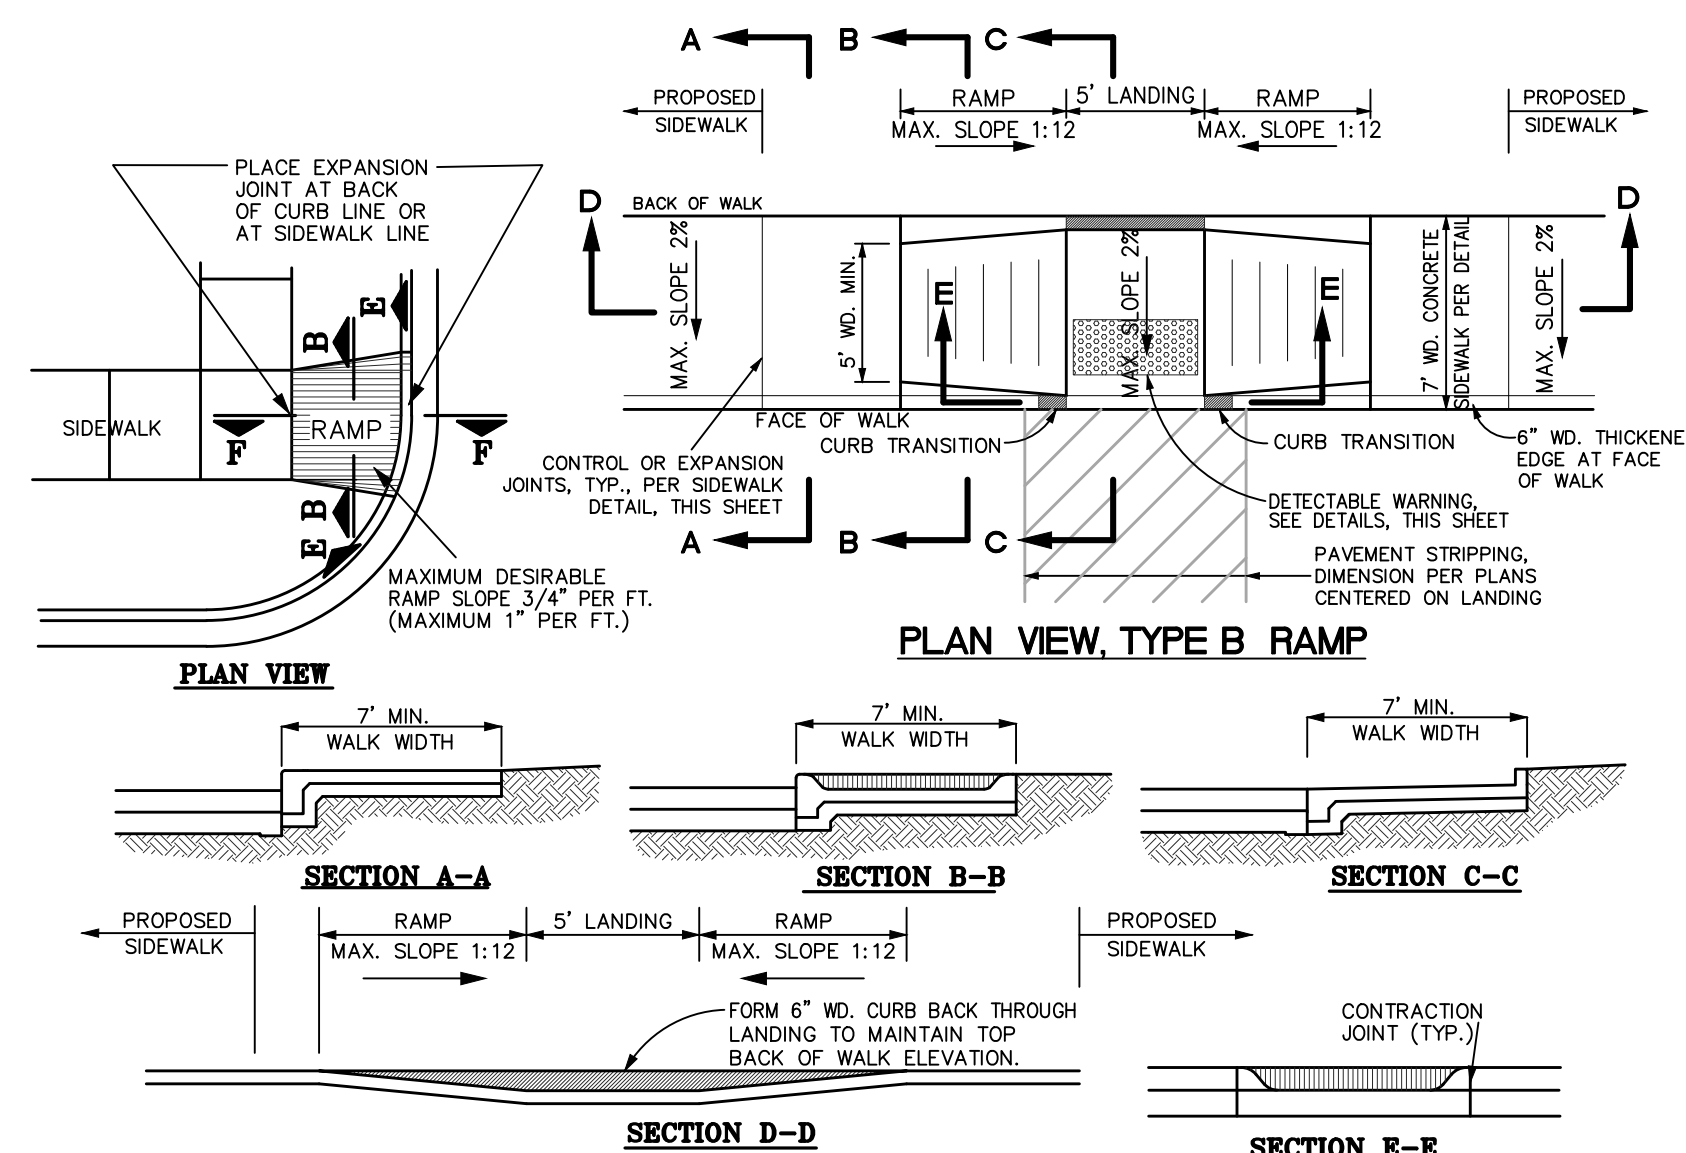 A
B
C
PROPOSED
SIDEWALK
RAMP
MAX. SLOPE 1:12
5' LANDING
RAMP
MAX. SLOPE 1:12
PROPOSED
SIDEWALK
PLACE EXPANSION
JOINT AT BACK
OF CURB LINE OR
AT SIDEWALK LINE
D
BACK OF WALK
D
MAX. SLOPE 2%
5' WD. MIN.
MAX. SLOPE 2%
7' WD. CONCRETE
SIDEWALK PER DETAIL
MAX. SLOPE 2%
E
E
E
B
SIDEWALK
RAMP
F
F
B
E
FACE OF WALK
CURB TRANSITION
CURB TRANSITION
6" WD. THICKENE
EDGE AT FACE
OF WALK
CONTROL OR EXPANSION
JOINTS, TYP., PER SIDEWALK
DETAIL, THIS SHEET
DETECTABLE WARNING,
SEE DETAILS, THIS SHEET
A
B
C
PAVEMENT STRIPPING,
DIMENSION PER PLANS
CENTERED ON LANDING
MAXIMUM DESIRABLE
RAMP SLOPE 3/4" PER FT.
(MAXIMUM 1" PER FT.)
PLAN VIEW
PLAN VIEW, TYPE B RAMP
7' MIN.
WALK WIDTH
7' MIN.
WALK WIDTH
7' MIN.
WALK WIDTH
SECTION A-A
SECTION B-B
SECTION C-C
PROPOSED
SIDEWALK
RAMP
MAX. SLOPE 1:12
5' LANDING
RAMP
MAX. SLOPE 1:12
PROPOSED
SIDEWALK
FORM 6" WD. CURB BACK THROUGH
LANDING TO MAINTAIN TOP
BACK OF WALK ELEVATION.
CONTRACTION
JOINT (TYP.)
SECTION D-D
SECTION E-E